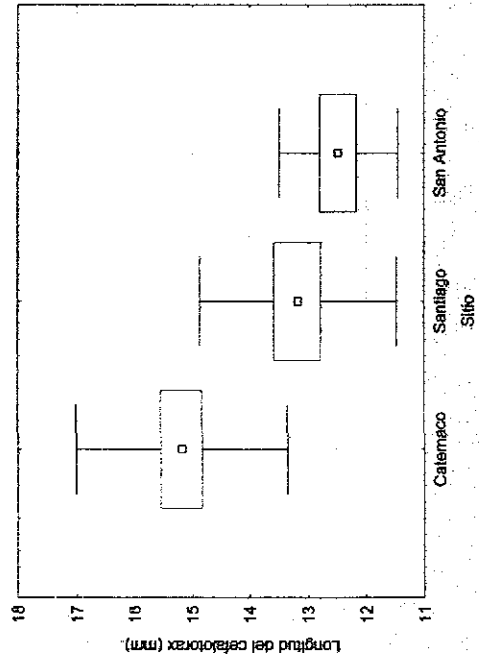 Longitud del cefalotorax (mm).
18
17
16
15
14
13
12
11
Catemaco
Santiago
San Antonio
Sitio